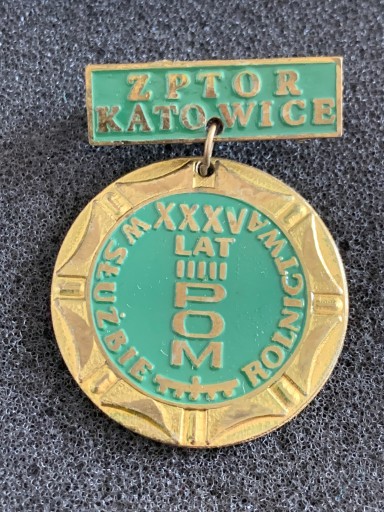 ZPTOR
KATOWICE
XXXV
LAT
POM
W SŁUŻBIE ROLNICTWA